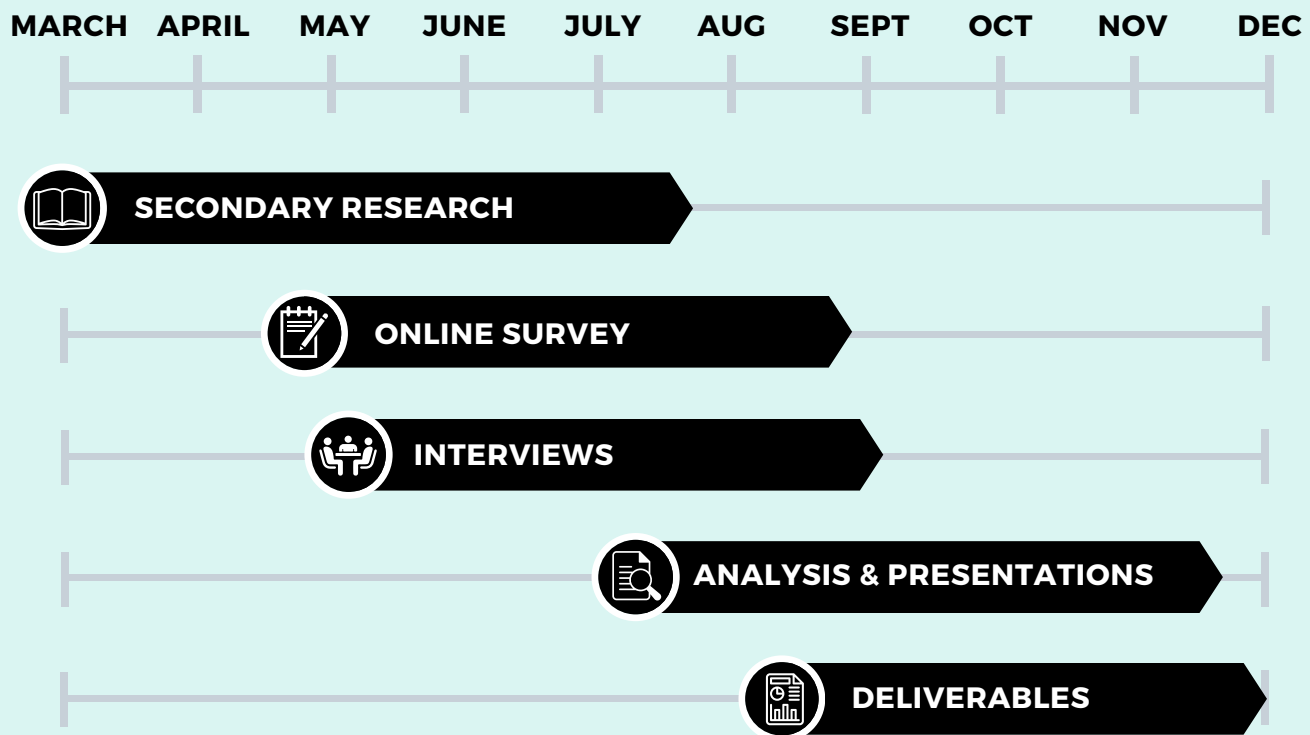 MARCH APRIL MAY JUNE JULY AUG SEPT OCT NOV DEC
SECONDARY RESEARCH
ONLINE SURVEY
INTERVIEWS
ANALYSIS & PRESENTATIONS
DELIVERABLES